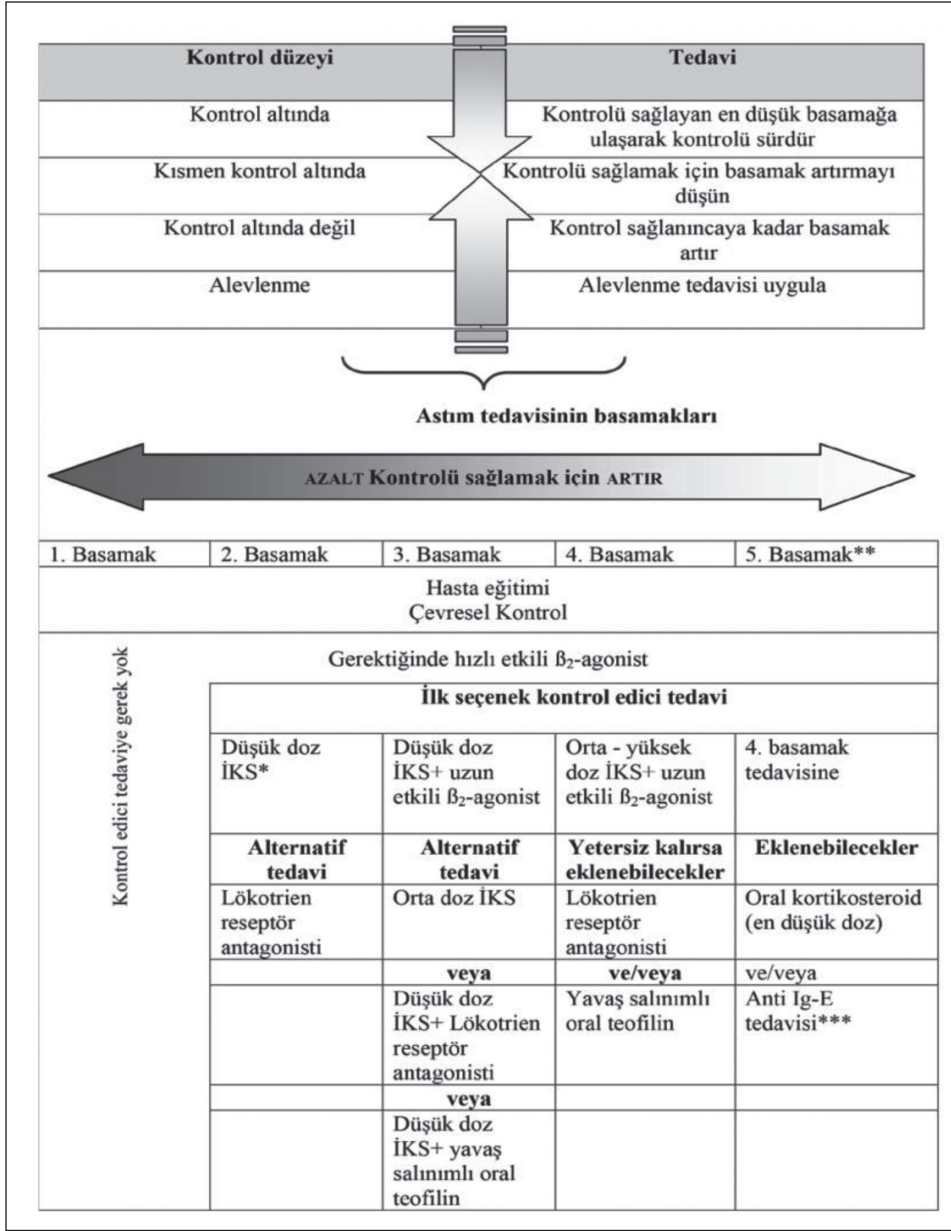 Kontrol düzeyi
Tedavi
Kontrol altında
Kontrolü sağlayan en düşük basamağa
ulaşarak kontrolü sürdür
Kısmen kontrol altında
Kontrolü sağlamak için basamak artırmayı
düşün
Kontrol altında değil
Kontrol sağlanıncaya kadar basamak
artır
Alevlenme
Alevlenme tedavisi uygula
Astım tedavisinin basamakları
AZALT Kontrolü sağlamak için ARTIR
1. Basamak
2. Basamak
3. Basamak
4. Basamak
5. Basamak**
Hasta eğitimi
Çevresel Kontrol
Kontrol edici tedaviye gerek yok
Gerektiğinde hızlı etkili ß₂-agonist
İlk seçenek kontrol edici tedavi
Düşük doz
İKS*
Düşük doz
İKS+ uzun
etkili ß₂-agonist
Orta - yüksek
doz İKS+ uzun
etkili ß₂-agonist
4. basamak
tedavisine
Alternatif
tedavi
Alternatif
tedavi
Yetersiz kalırsa
eklenebilecekler
Eklenebilecekler
Lökotrien
reseptör
antagonisti
Orta doz İKS
Lökotrien
reseptör
antagonisti
Oral kortikosteroid
(en düşük doz)
veya
ve/veya
ve/veya
Düşük doz
İKS+ Lökotrien
reseptör
antagonisti
Yavaş salınımlı
oral teofilin
Anti Ig-E
tedavisi***
veya
Düşük doz
İKS+ yavaş
salınımlı oral
teofilin